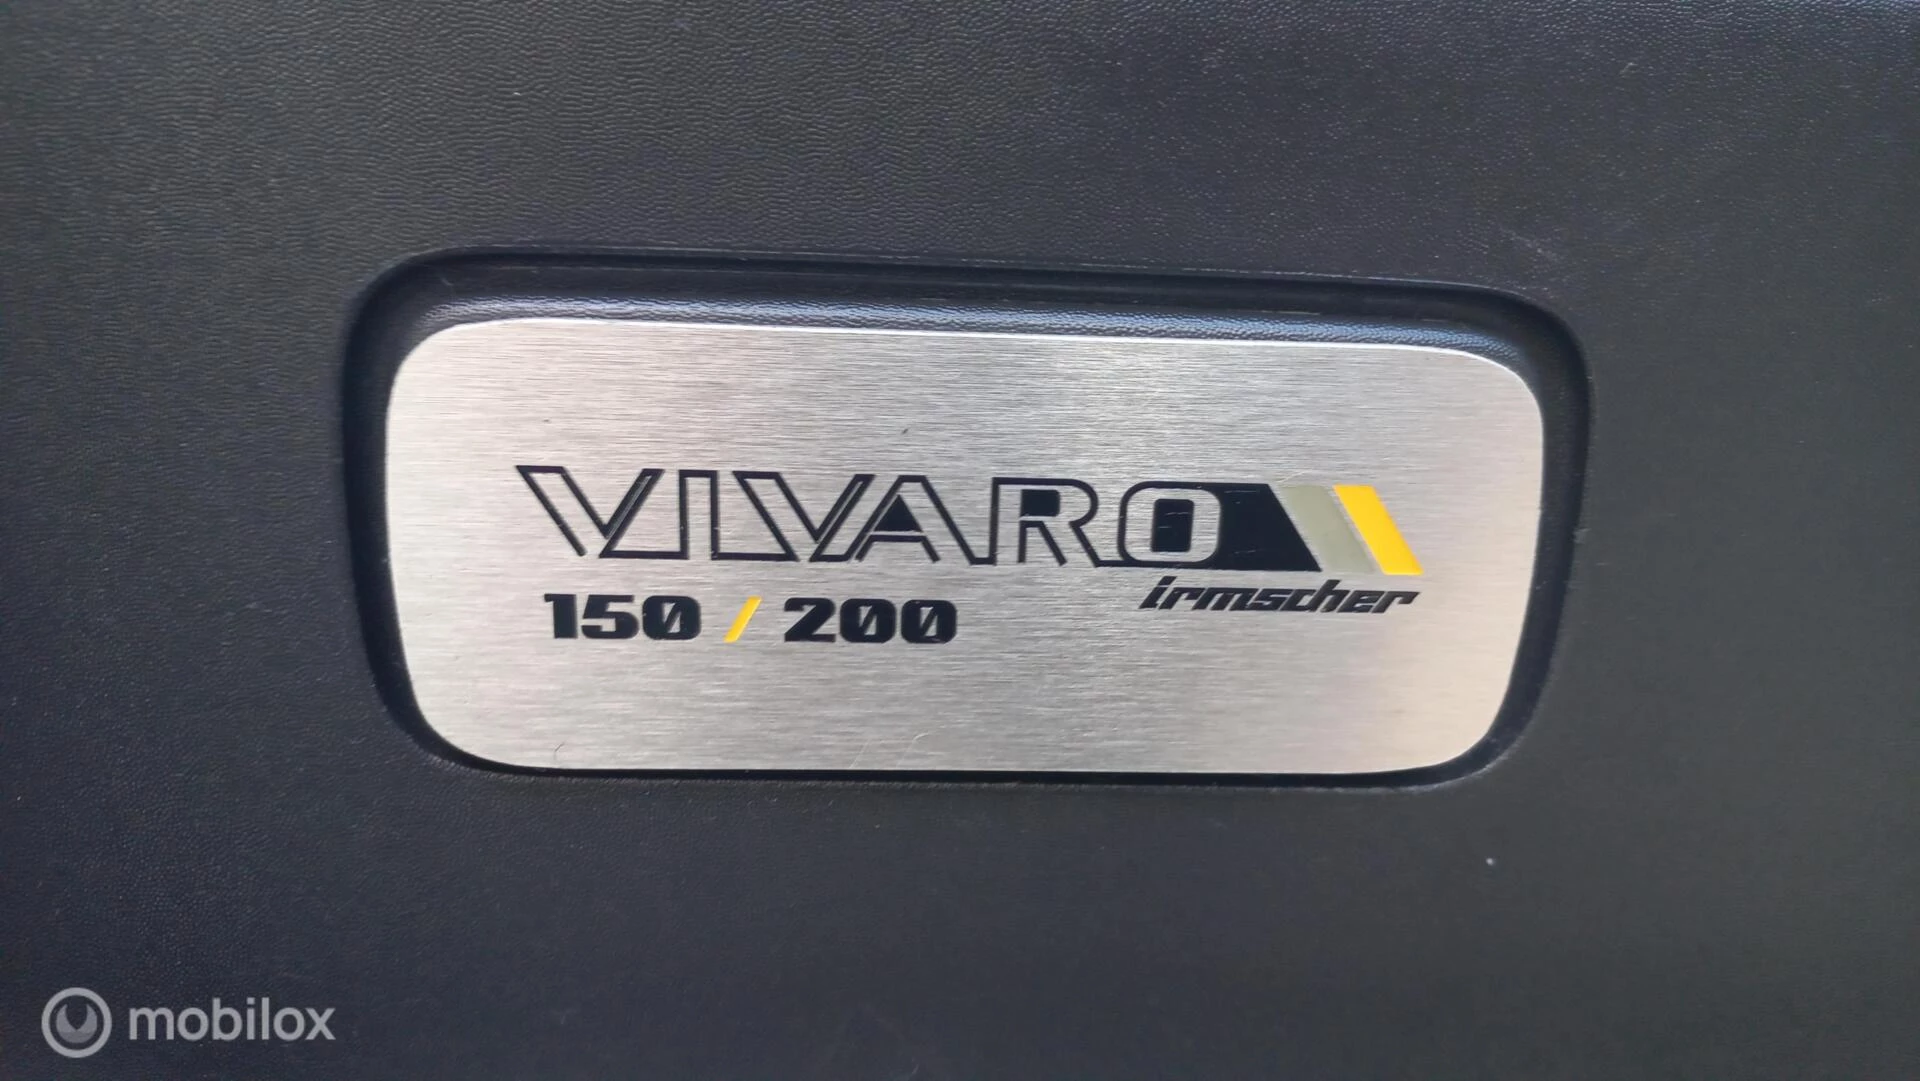 VIVARO
irmscher
150 / 200
mobilox